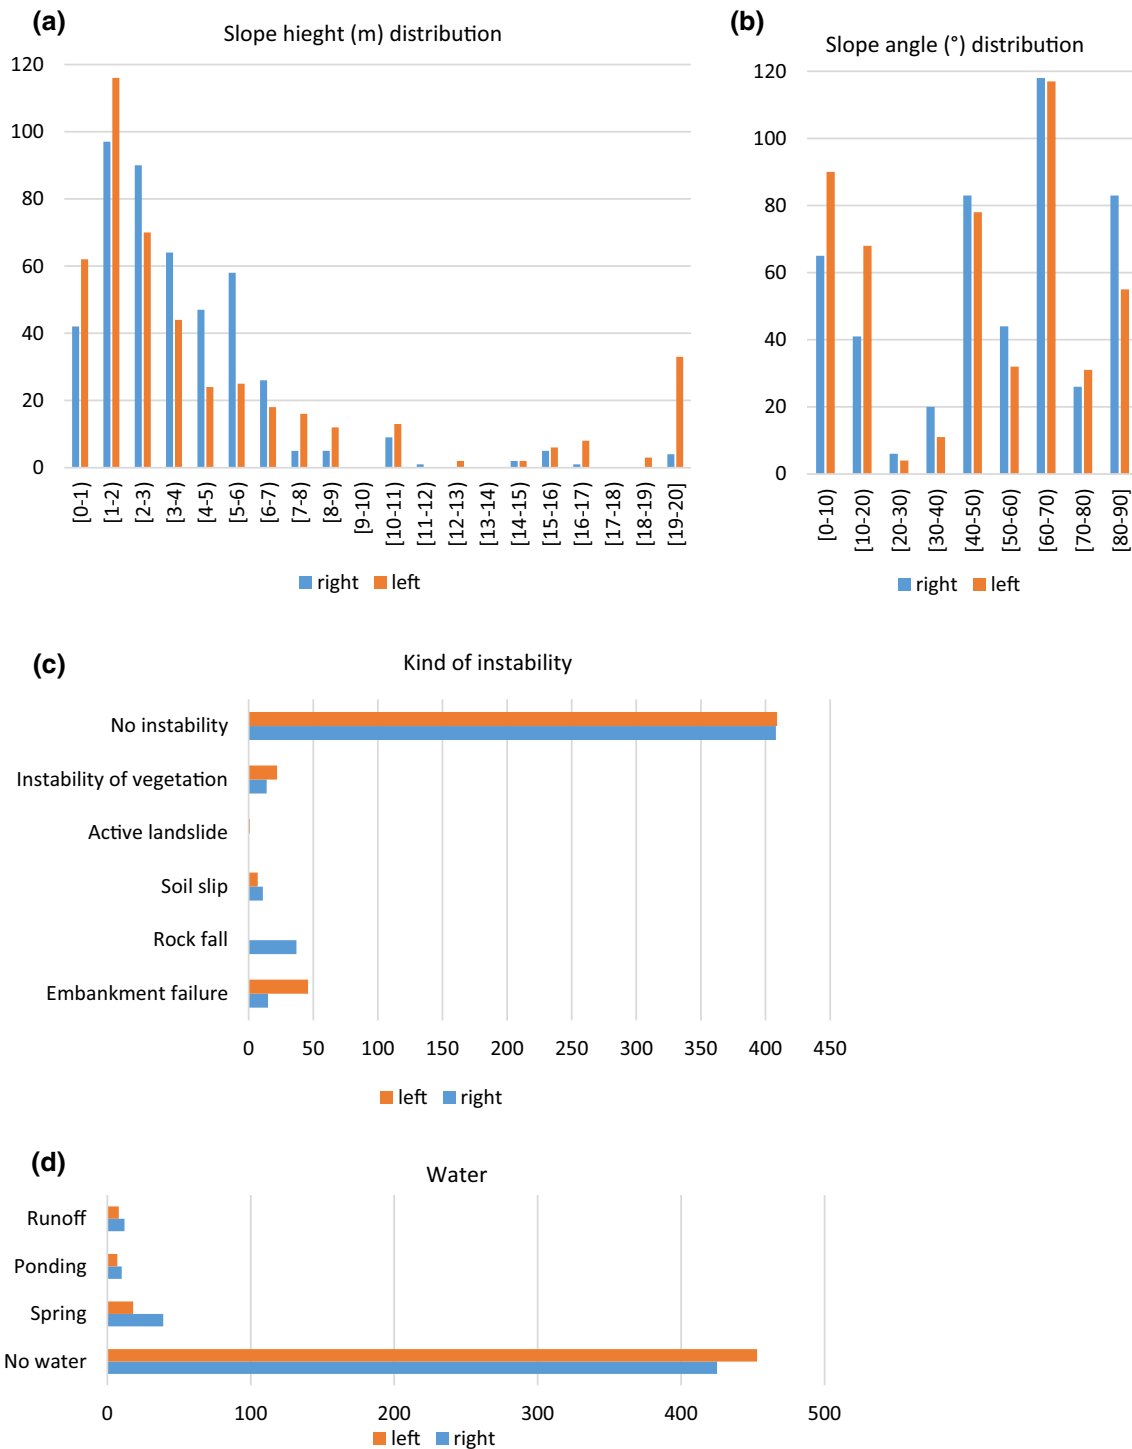 (a)
Slope hieght (m) distribution
120
100
80
60
40
20
0
[0-1)
[1-2)
[2-3)
[3-4)
[4-5)
[5-6)
[6-7)
[7-8)
[8-9)
[9-10)
[10-11)
[11-12)
[12-13)
[13-14)
[14-15)
[15-16)
[16-17)
[17-18)
[18-19)
[19-20]
right left
(b)
Slope angle (°) distribution
120
100
80
60
40
20
0
[0-10)
[10-20)
[20-30)
[30-40)
[40-50)
[50-60)
[60-70)
[70-80)
[80-90]
right left
(c)
Kind of instability
No instability
Instability of vegetation
Active landslide
Soil slip
Rock fall
Embankment failure
0 50 100 150 200 250 300 350 400 450
left right
(d)
Water
Runoff
Ponding
Spring
No water
0 100 200 300 400 500
left right